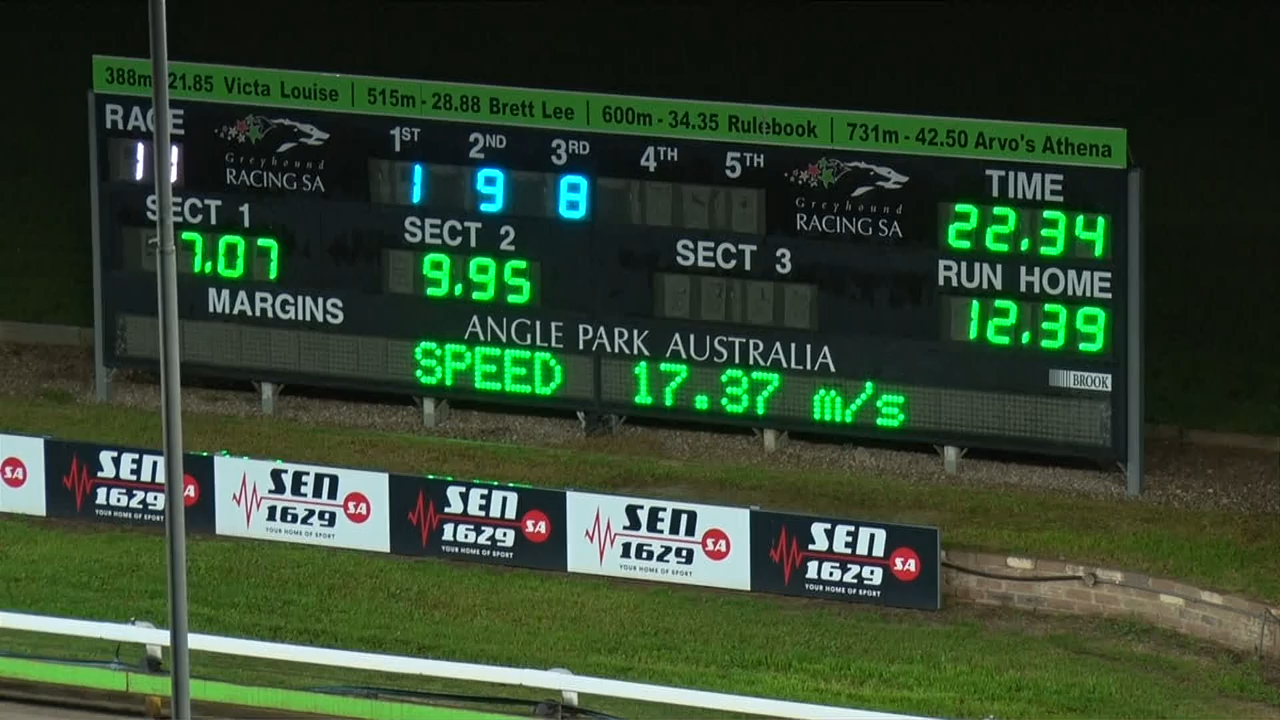 388m 21.85 Victa Louise | 515m - 28.88 Brett Lee | 600m - 34.35 Rulebook | 731m - 42.50 Arvo's Athena
RACE
11
Greyhound
RACING SA
1ST 2ND 3RD 4TH 5TH
1 9 8
Greyhound
RACING SA
TIME
22.34
SECT 1
7.07
SECT 2
9.95
SECT 3
RUN HOME
12.39
MARGINS
ANGLE PARK AUSTRALIA
BROOK
SPEED 17.37 m/s
SA
SEN
1629
SA
YOUR HOME OF SPORT
SEN
1629
SA
YOUR HOME OF SPORT
SEN
1629
SA
YOUR HOME OF SPORT
SEN
1629
SA
YOUR HOME OF SPORT
SEN
1629
SA
YOUR HOME OF SPORT